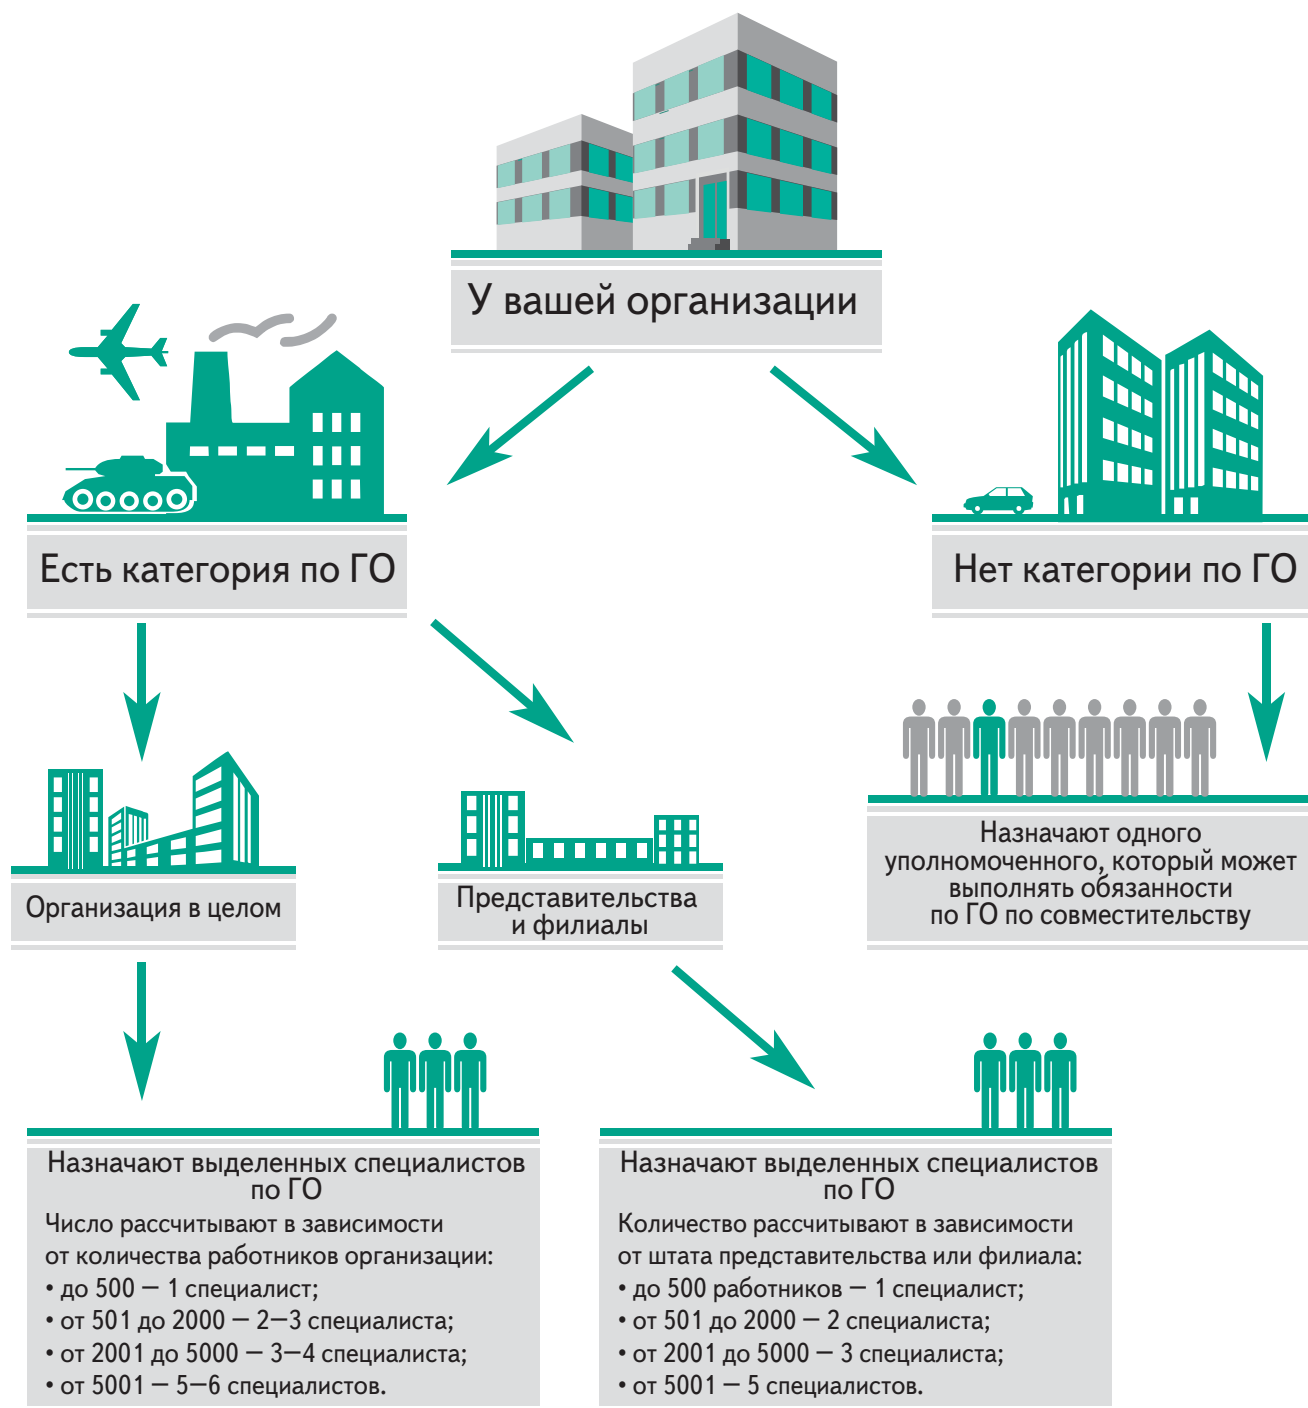 У вашей организации
Есть категория по ГО
Нет категории по ГО
Организация в целом
Представительства
и филиалы
Назначают одного
уполномоченного, который может
выполнять обязанности
по ГО по совместительству
Назначают выделенных специалистов
по ГО
Число рассчитывают в зависимости
от количества работников организации:
• до 500 — 1 специалист;
• от 501 до 2000 — 2—3 специалиста;
• от 2001 до 5000 — 3—4 специалиста;
• от 5001 — 5—6 специалистов.
Назначают выделенных специалистов
по ГО
Количество рассчитывают в зависимости
от штата представительства или филиала:
• до 500 работников — 1 специалист;
• от 501 до 2000 — 2 специалиста;
• от 2001 до 5000 — 3 специалиста;
• от 5001 — 5 специалистов.